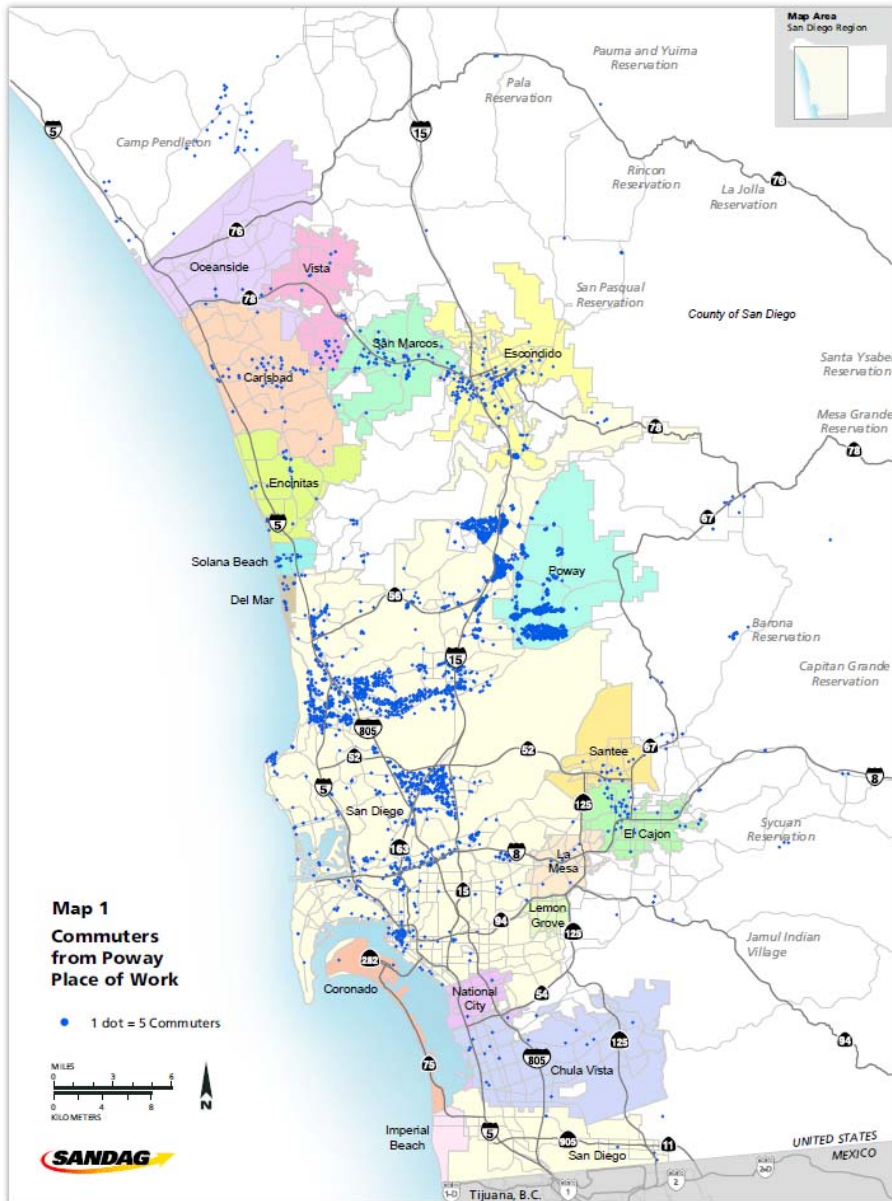 Map Area
San Diego Region
Pauma and Yuima
Reservation
Pala
Reservation
5
15
Camp Pendleton
Rincon
Reservation
La Jolla
Reservation
76
76
Oceanside
Vista
78
San Pasqual
Reservation
County of San Diego
San Marcos
Escondido
Carlsbad
Santa Ysabel
Reservation
Mesa Grande
Reservation
78
78
Encinitas
5
67
Solana Beach
Poway
Del Mar
56
15
Barona
Reservation
Capitan Grande
Reservation
805
52
52
Santee
67
8
5
San Diego
125
El Cajon
Sycuan
Reservation
163
8
La
Mesa
15
Lemon
Grove
94
125
Map 1
Commuters
from Poway
Place of Work
Jamul Indian
Village
282
Coronado
National
City
54
1 dot = 5 Commuters
125
94
805
Chula Vista
75
MILES
0 3 6
0 4 8
KILOMETERS
N
Imperial
Beach
5
905
11
San Diego
UNITED STATES
MEXICO
SANDAG
Tijuana, B.C.
1-D
1
2
2-D